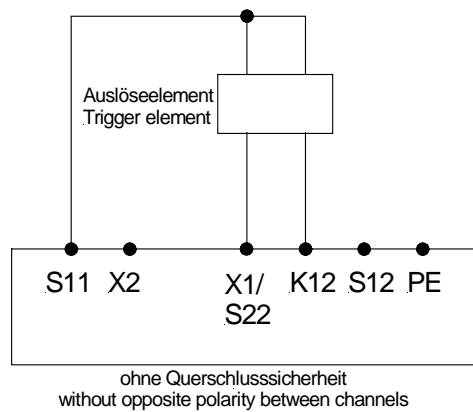 Auslöseelement
Trigger element
S11 X2 X1/ K12 S12 PE
S22
ohne Querschlusssicherheit
without opposite polarity between channels